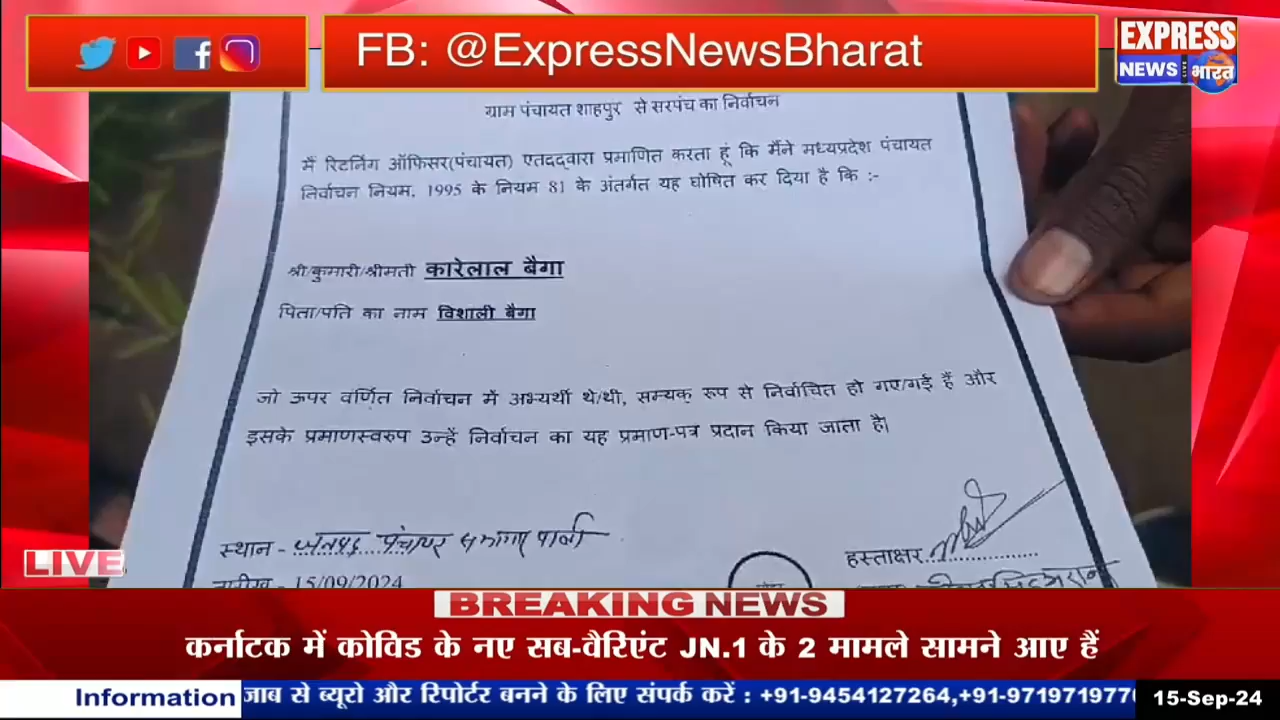 FB: @ExpressNewsBharat
EXPRESS
NEWS LIVE भारत
ग्राम पंचायत शाहपुर से सरपंच का निर्वाचन
मैं रिटर्निंग ऑफिसर(पंचायत) एतदद्वारा प्रमाणित करता हूं कि मैंने मध्यप्रदेश पंचायत
निर्वाचन नियम, 1995 के नियम 81 के अंतर्गत यह घोषित कर दिया है कि :-
श्री/कुमारी/श्रीमती कारेलाल बैगा
पिता/पति का नाम विशाली बैगा
जो ऊपर वर्णित निर्वाचन में अभ्यर्थी थे/थी, सम्यक् रूप से निर्वाचित हो गए/गई हैं और
इसके प्रमाणस्वरुप उन्हें निर्वाचन का यह प्रमाण-पत्र प्रदान किया जाता है|
स्थान - जनपद पंचायत पाली
हस्ताक्षर
तारीख - 15/09/2024
LIVE
BREAKING NEWS
कर्नाटक में कोविड के नए सब-वैरिएंट JN.1 के 2 मामले सामने आए हैं
Information जाब से ब्यूरो और रिपोर्टर बनने के लिए संपर्क करें : +91-9454127264,+91-971971977 15-Sep-24